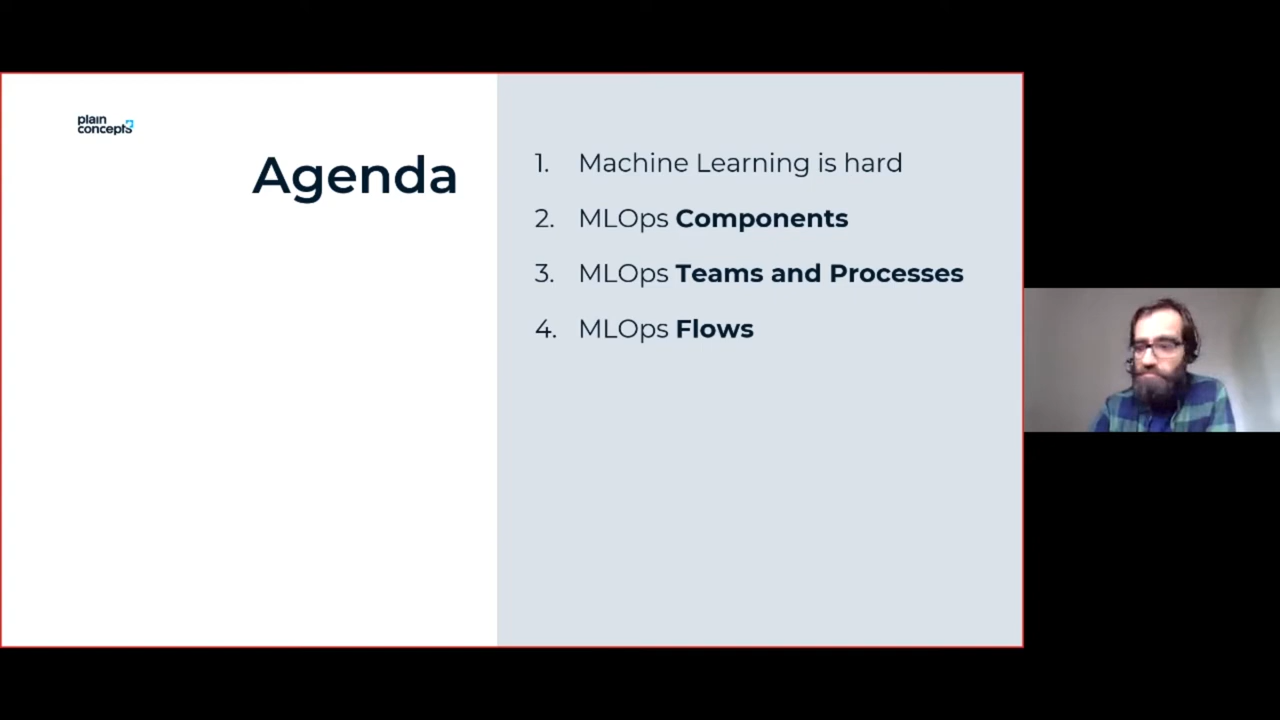 plain
concepts
Agenda
1. Machine Learning is hard
2. MLOps Components
3. MLOps Teams and Processes
4. MLOps Flows